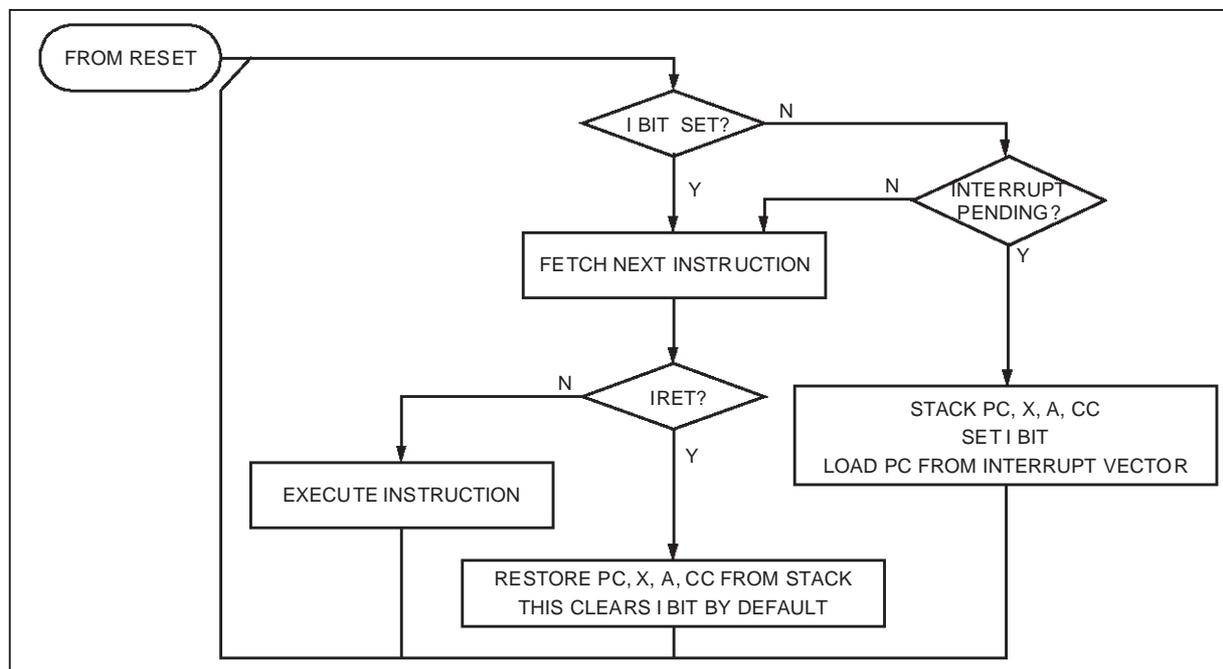 FROM RESET
I BIT SET?
N
Y
N
INTERRUPT
PENDING?
Y
FETCH NEXT INSTRUCTION
N
IRET?
Y
STACK PC, X, A, CC
SET I BIT
LOAD PC FROM INTERRUPT VECTOR
EXECUTE INSTRUCTION
RESTORE PC, X, A, CC FROM STACK
THIS CLEARS I BIT BY DEFAULT